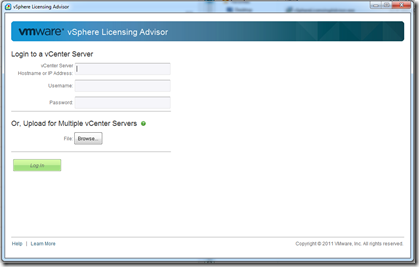 vSphere Licensing Advisor
vmware vSphere Licensing Advisor
Login to a vCenter Server
vCenter Server
Hostname or IP Address:
Username:
Password:
Or, Upload for Multiple vCenter Servers
File: Browse...
Log In
Help | Learn More
Copyright © 2011 VMware, Inc. All rights reserved.